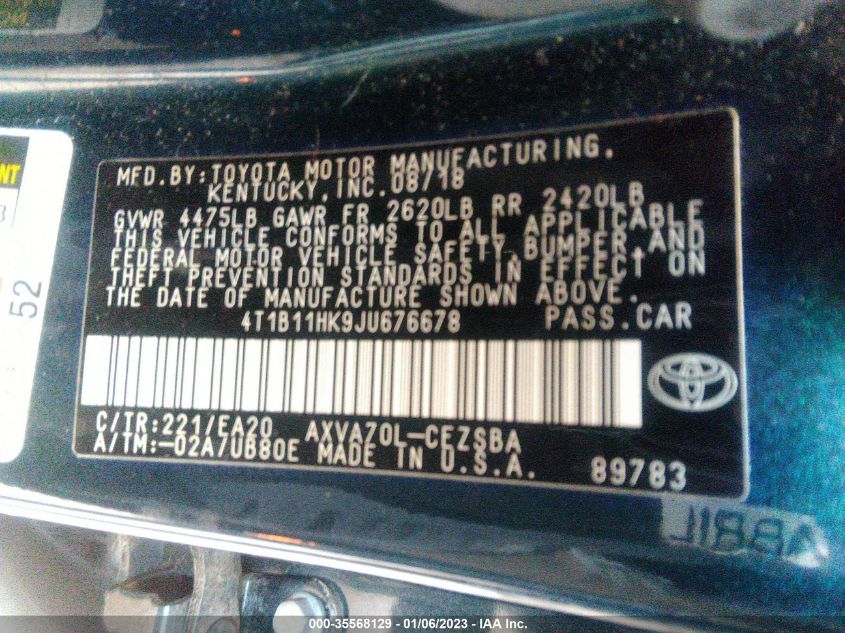 MFD.BY:TOYOTA MOTOR MANUFACTURING.
KENTUCKY,INC.08/18
GVWR 4475LB GAWR FR 2620LB RR 2420LB
THIS VEHICLE CONFORMS TO ALL APPLICABLE
FEDERAL MOTOR VEHICLE SAFETY,BUMPER,AND
THEFT PREVENTION STANDARDS IN EFFECT ON
THE DATE OF MANUFACTURE SHOWN ABOVE.
4T1B11HK9JU676678 PASS.CAR
C/TR:221/EA20 AXVA70L-CEZSBA
A/TM:-02A/UB80E MADE IN U.S.A.
89783
52
000-35568129 - 01/06/2023 - IAA Inc.